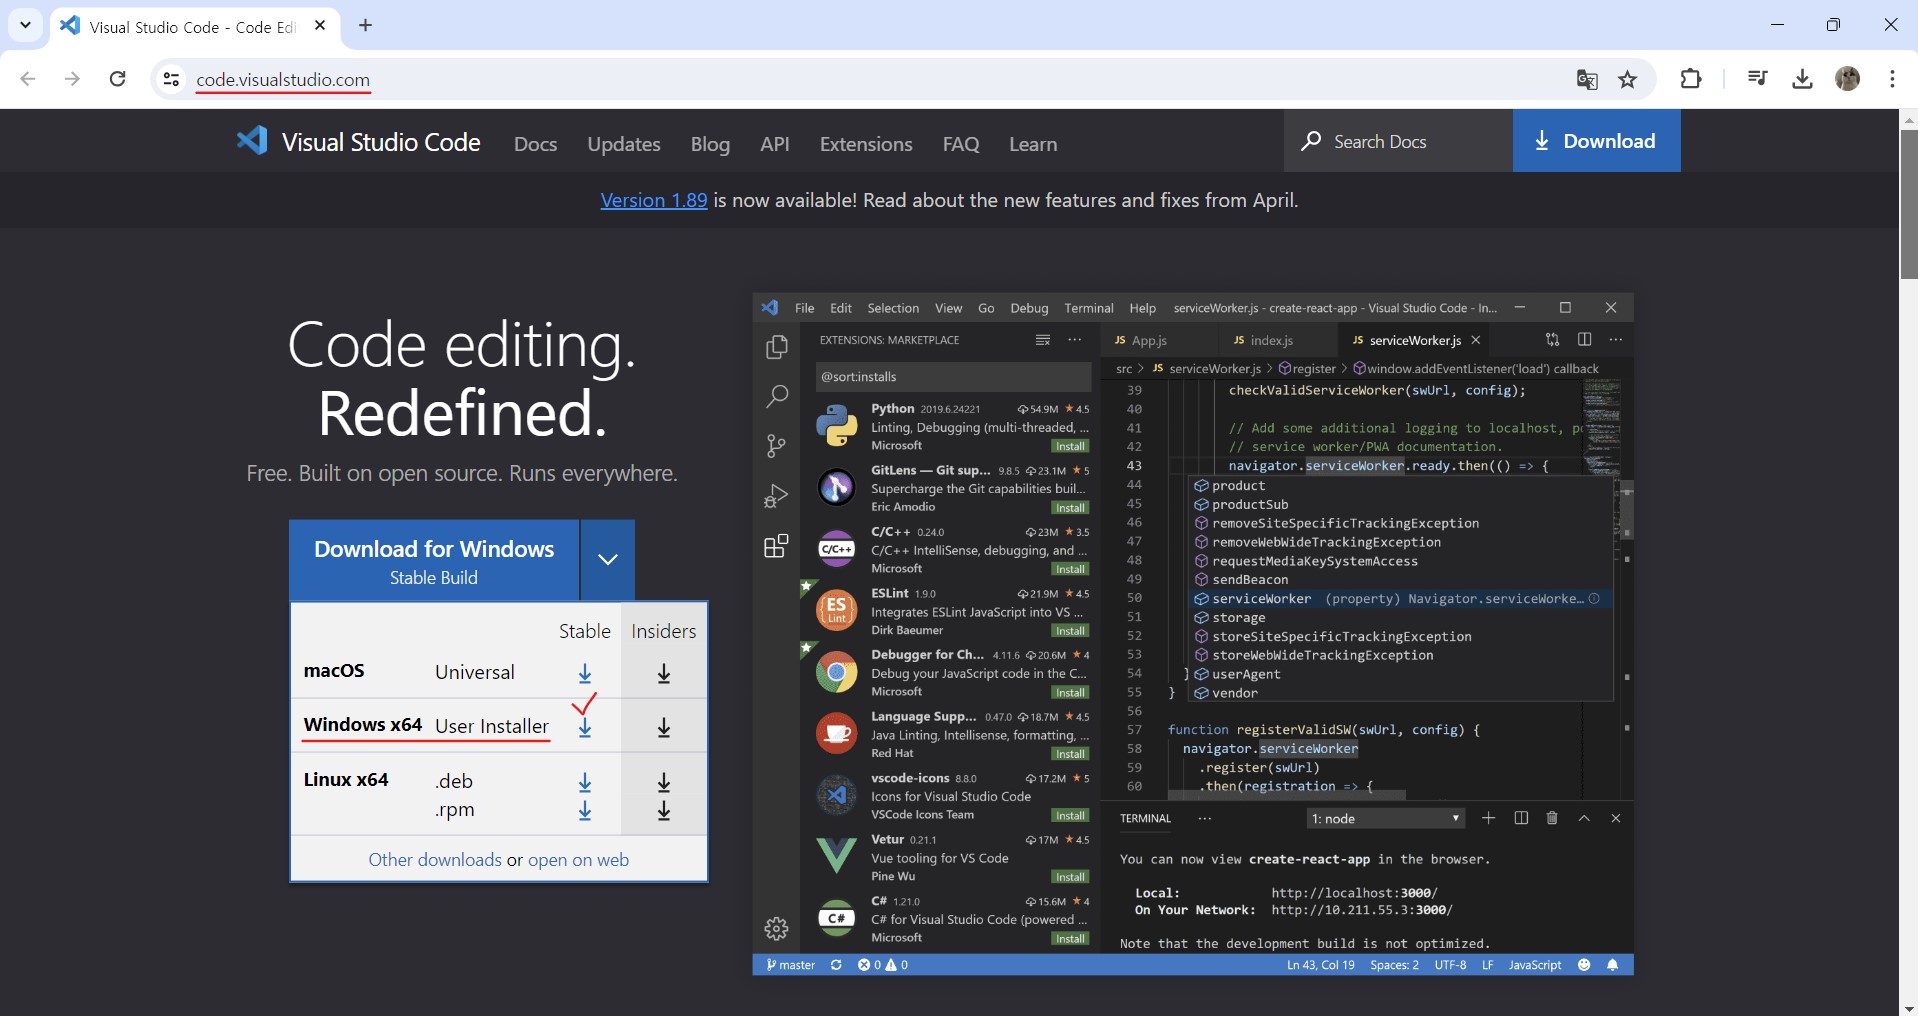 Visual Studio Code - Code Edi
code.visualstudio.com
Visual Studio Code Docs Updates Blog API Extensions FAQ Learn Search Docs Download
Version 1.89 is now available! Read about the new features and fixes from April.
Code editing.
Redefined.
Free. Built on open source. Runs everywhere.
Download for Windows
Stable Build
Stable Insiders
macOS Universal
Windows x64 User Installer
Linux x64 .deb
.rpm
Other downloads or open on web
File Edit Selection View Go Debug Terminal Help serviceWorker.js - create-react-app - Visual Studio Code - In...
EXTENSIONS: MARKETPLACE
@sort:installs
Python 2019.6.24221 54.9M ★ 4.5
Linting, Debugging (multi-threaded, ...
Microsoft Install
GitLens — Git sup... 9.8.5 23.1M ★ 5
Supercharge the Git capabilities buil...
Eric Amodio Install
C/C++ 0.24.0 23M ★ 3.5
C/C++
C/C++ IntelliSense, debugging, and ...
Microsoft Install
ESLint 1.9.0 21.9M ★ 4.5
ES
Lint
Integrates ESLint JavaScript into VS ...
Dirk Baeumer Install
Debugger for Ch... 4.11.6 20.6M ★ 4
Debug your JavaScript code in the C...
Microsoft Install
Language Supp... 0.47.0 18.7M ★ 4.5
Java Linting, Intellisense, formatting, ...
Red Hat Install
vscode-icons 8.8.0 17.2M ★ 5
Icons for Visual Studio Code
VSCode Icons Team Install
Vetur 0.21.1 17M ★ 4.5
Vue tooling for VS Code
Pine Wu Install
C# 1.21.0 15.6M ★ 4
C#
C# for Visual Studio Code (powered ...
Microsoft Install
JS App.js JS index.js JS serviceWorker.js
src > JS serviceWorker.js > register > window.addEventListener('load') callback
39 checkValidServiceWorker(swUrl, config);
40
41 // Add some additional logging to localhost, po
42 // service worker/PWA documentation.
43 navigator.serviceWorker.ready.then(() => {
44 product
45 productSub
46 removeSiteSpecificTrackingException
47 removeWebWideTrackingException
48 requestMediaKeySystemAccess
49 sendBeacon
50 serviceWorker (property) Navigator.serviceWorke...
51 storage
52 storeSiteSpecificTrackingException
53 storeWebWideTrackingException
54 } userAgent
55 } vendor
56
57 function registerValidSW(swUrl, config) {
58 navigator.serviceWorker
59 .register(swUrl)
60 .then(registration => {
TERMINAL ... 1: node
You can now view create-react-app in the browser.
Local: http://localhost:3000/
On Your Network: http://10.211.55.3:3000/
Note that the development build is not optimized.
master 0 0 Ln 43, Col 19 Spaces: 2 UTF-8 LF JavaScript